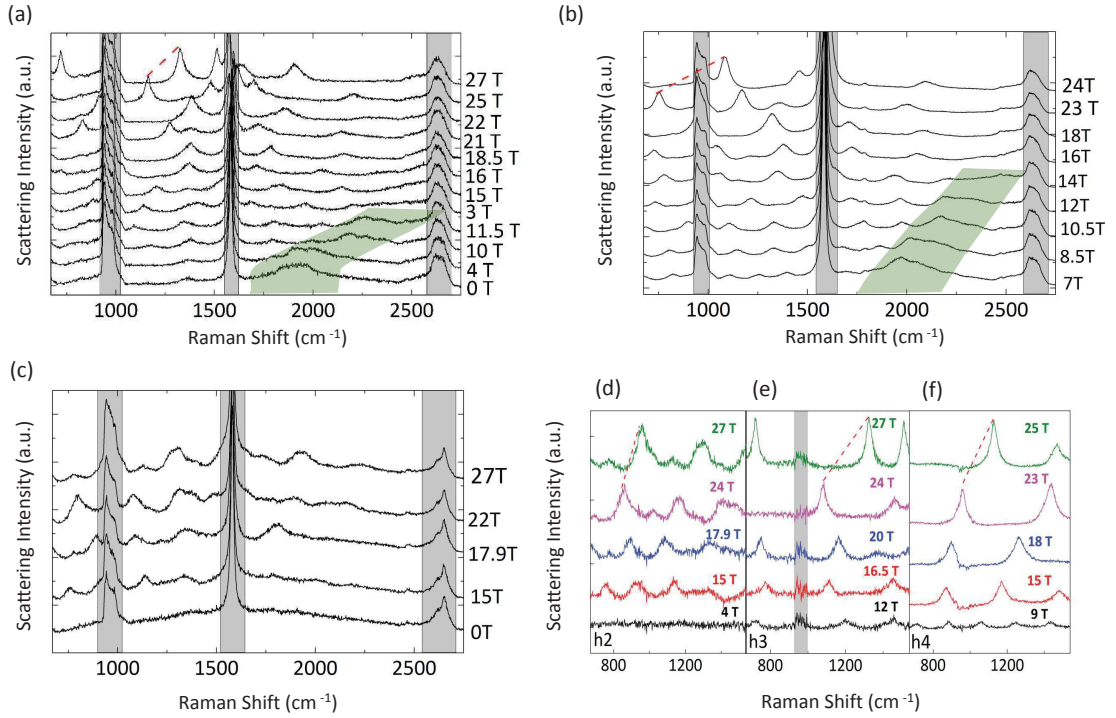 (a)
Scattering Intensity (a.u.)
27 T
25 T
22 T
21 T
18.5 T
16 T
15 T
3 T
11.5 T
10 T
4 T
0 T
1000 1500 2000 2500
Raman Shift (cm⁻¹)
(b)
Scattering Intensity (a.u.)
24T
23 T
18T
16T
14T
12T
10.5T
8.5T
7T
1000 1500 2000 2500
Raman Shift (cm⁻¹)
(c)
Scattering Intensity (a.u.)
27T
22T
17.9T
15T
0T
1000 1500 2000 2500
Raman Shift (cm⁻¹)
(d) (e) (f)
Scattering Intensity (a.u.)
27 T
24 T
17.9 T
15 T
4 T
h2
800 1200
27 T
24 T
20 T
16.5 T
12 T
h3
800 1200
25 T
23 T
18 T
15 T
9 T
h4
800 1200
Raman Shift (cm⁻¹)